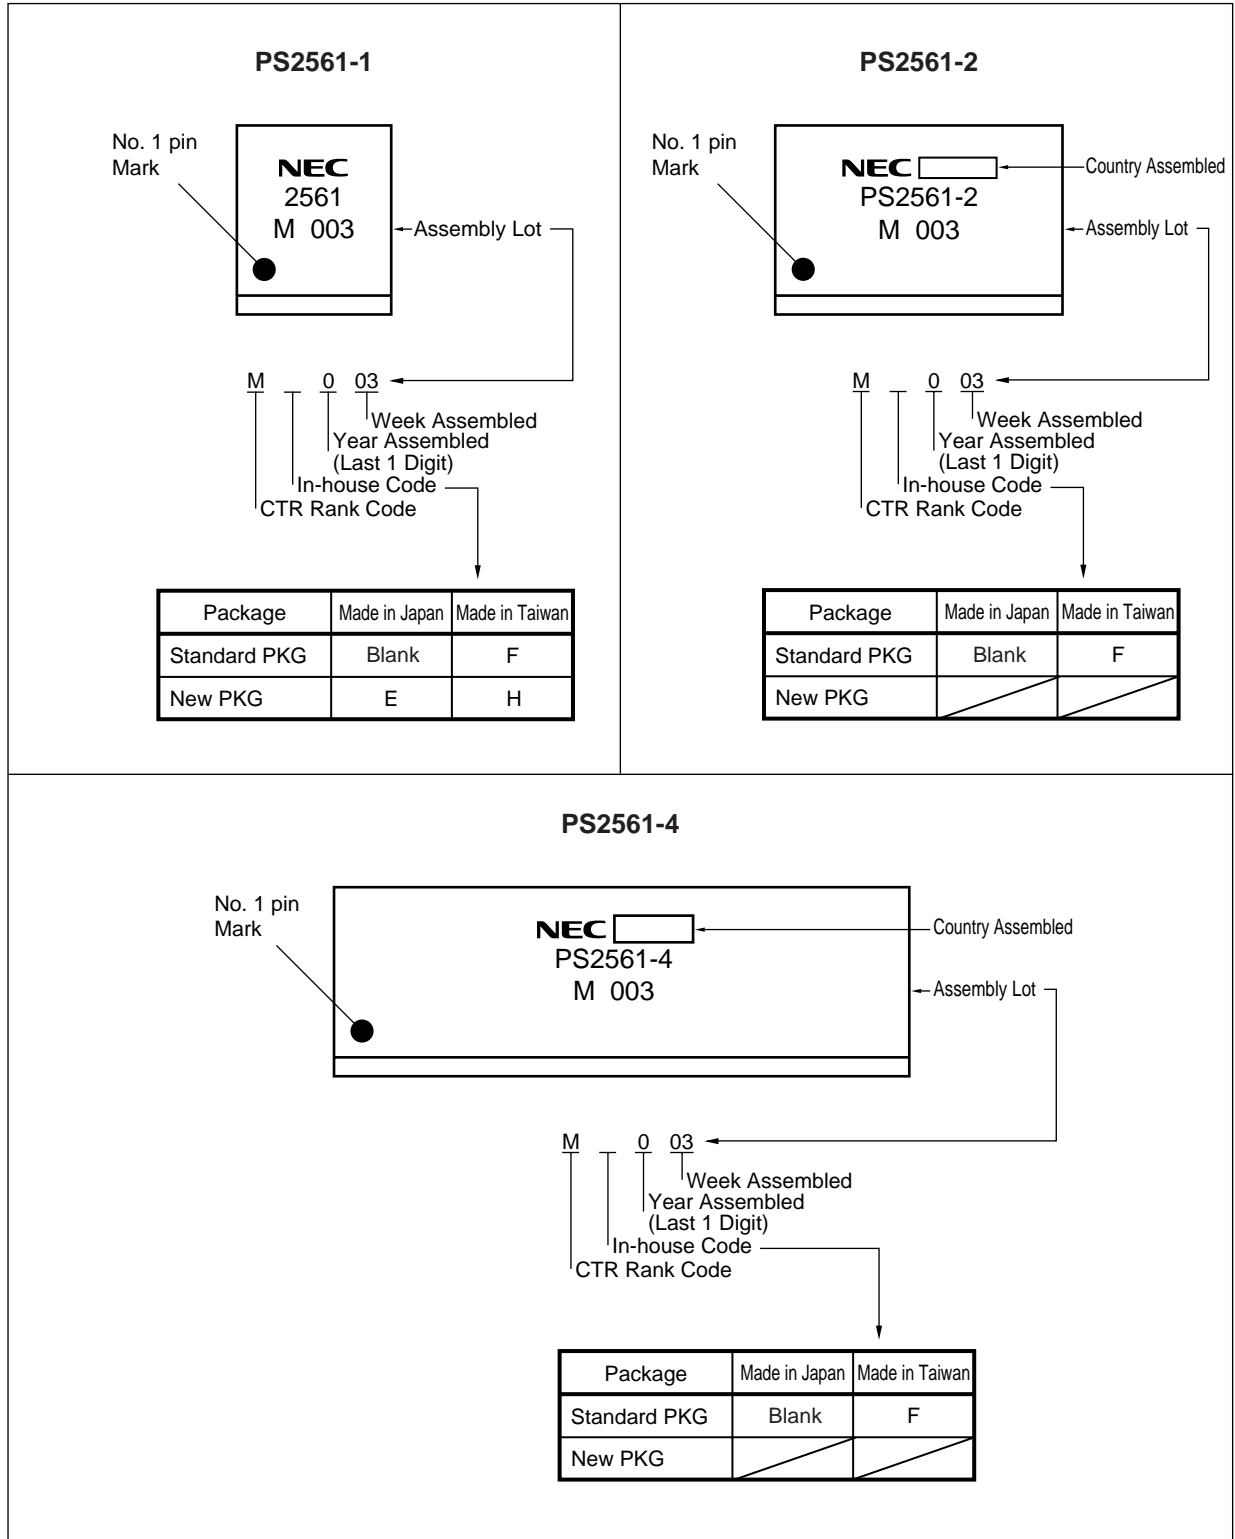 PS2561-1
No. 1 pin
Mark
NEC
2561
M 003
Assembly Lot
M 0 03
Week Assembled
Year Assembled
(Last 1 Digit)
In-house Code
CTR Rank Code
Package Made in Japan Made in Taiwan
Standard PKG Blank F
New PKG E H
PS2561-2
No. 1 pin
Mark
NEC
Country Assembled
PS2561-2
M 003
Assembly Lot
M 0 03
Week Assembled
Year Assembled
(Last 1 Digit)
In-house Code
CTR Rank Code
Package Made in Japan Made in Taiwan
Standard PKG Blank F
New PKG
PS2561-4
No. 1 pin
Mark
NEC
Country Assembled
PS2561-4
M 003
Assembly Lot
M 0 03
Week Assembled
Year Assembled
(Last 1 Digit)
In-house Code
CTR Rank Code
Package Made in Japan Made in Taiwan
Standard PKG Blank F
New PKG